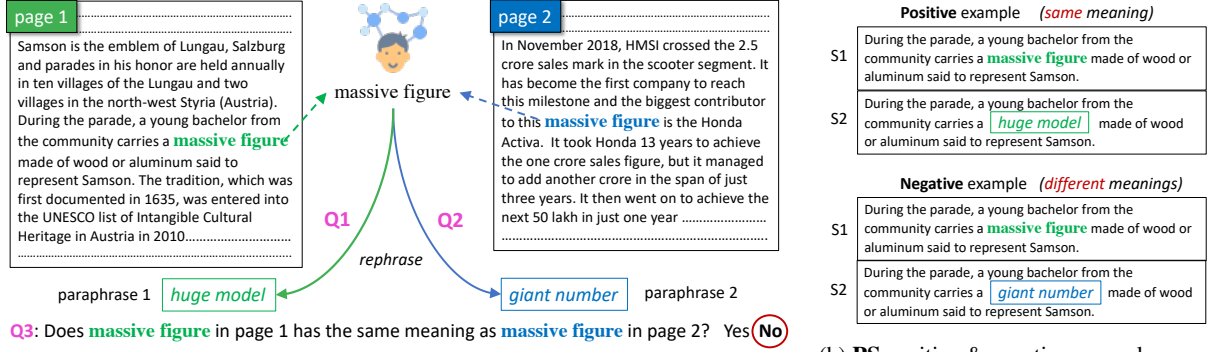 page 1
Samson is the emblem of Lungau, Salzburg
and parades in his honor are held annually
in ten villages of the Lungau and two
villages in the north-west Styria (Austria).
During the parade, a young bachelor from
the community carries a massive figure
made of wood or aluminum said to
represent Samson. The tradition, which was
first documented in 1635, was entered into
the UNESCO list of Intangible Cultural
Heritage in Austria in 2010..............................
massive figure
page 2
In November 2018, HMSI crossed the 2.5
crore sales mark in the scooter segment. It
has become the first company to reach
this milestone and the biggest contributor
to this massive figure is the Honda
Activa. It took Honda 13 years to achieve
the one crore sales figure, but it managed
to add another crore in the span of just
three years. It then went on to achieve the
next 50 lakh in just one year ........................
Q1
Q2
rephrase
paraphrase 1 huge model
giant number paraphrase 2
Q3: Does massive figure in page 1 has the same meaning as massive figure in page 2? Yes No
Positive example (same meaning)
S1
During the parade, a young bachelor from the
community carries a massive figure made of wood or
aluminum said to represent Samson.
S2
During the parade, a young bachelor from the
community carries a huge model made of wood
or aluminum said to represent Samson.
Negative example (different meanings)
S1
During the parade, a young bachelor from the
community carries a massive figure made of wood or
aluminum said to represent Samson.
S2
During the parade, a young bachelor from the
community carries a giant number made of wood
or aluminum said to represent Samson.